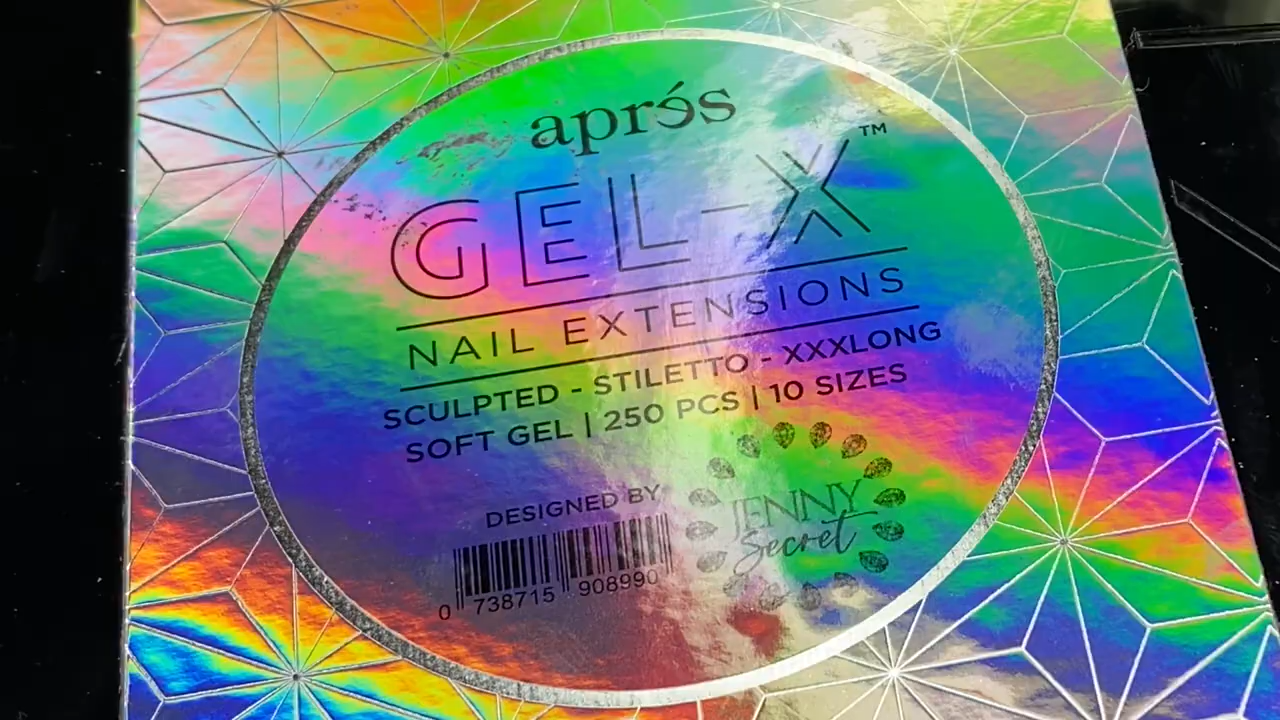 aprés
GEL-X™
NAIL EXTENSIONS
SCULPTED - STILETTO - XXXLONG
SOFT GEL | 250 PCS | 10 SIZES
DESIGNED BY
JENNY
Secret
0 738715 908990